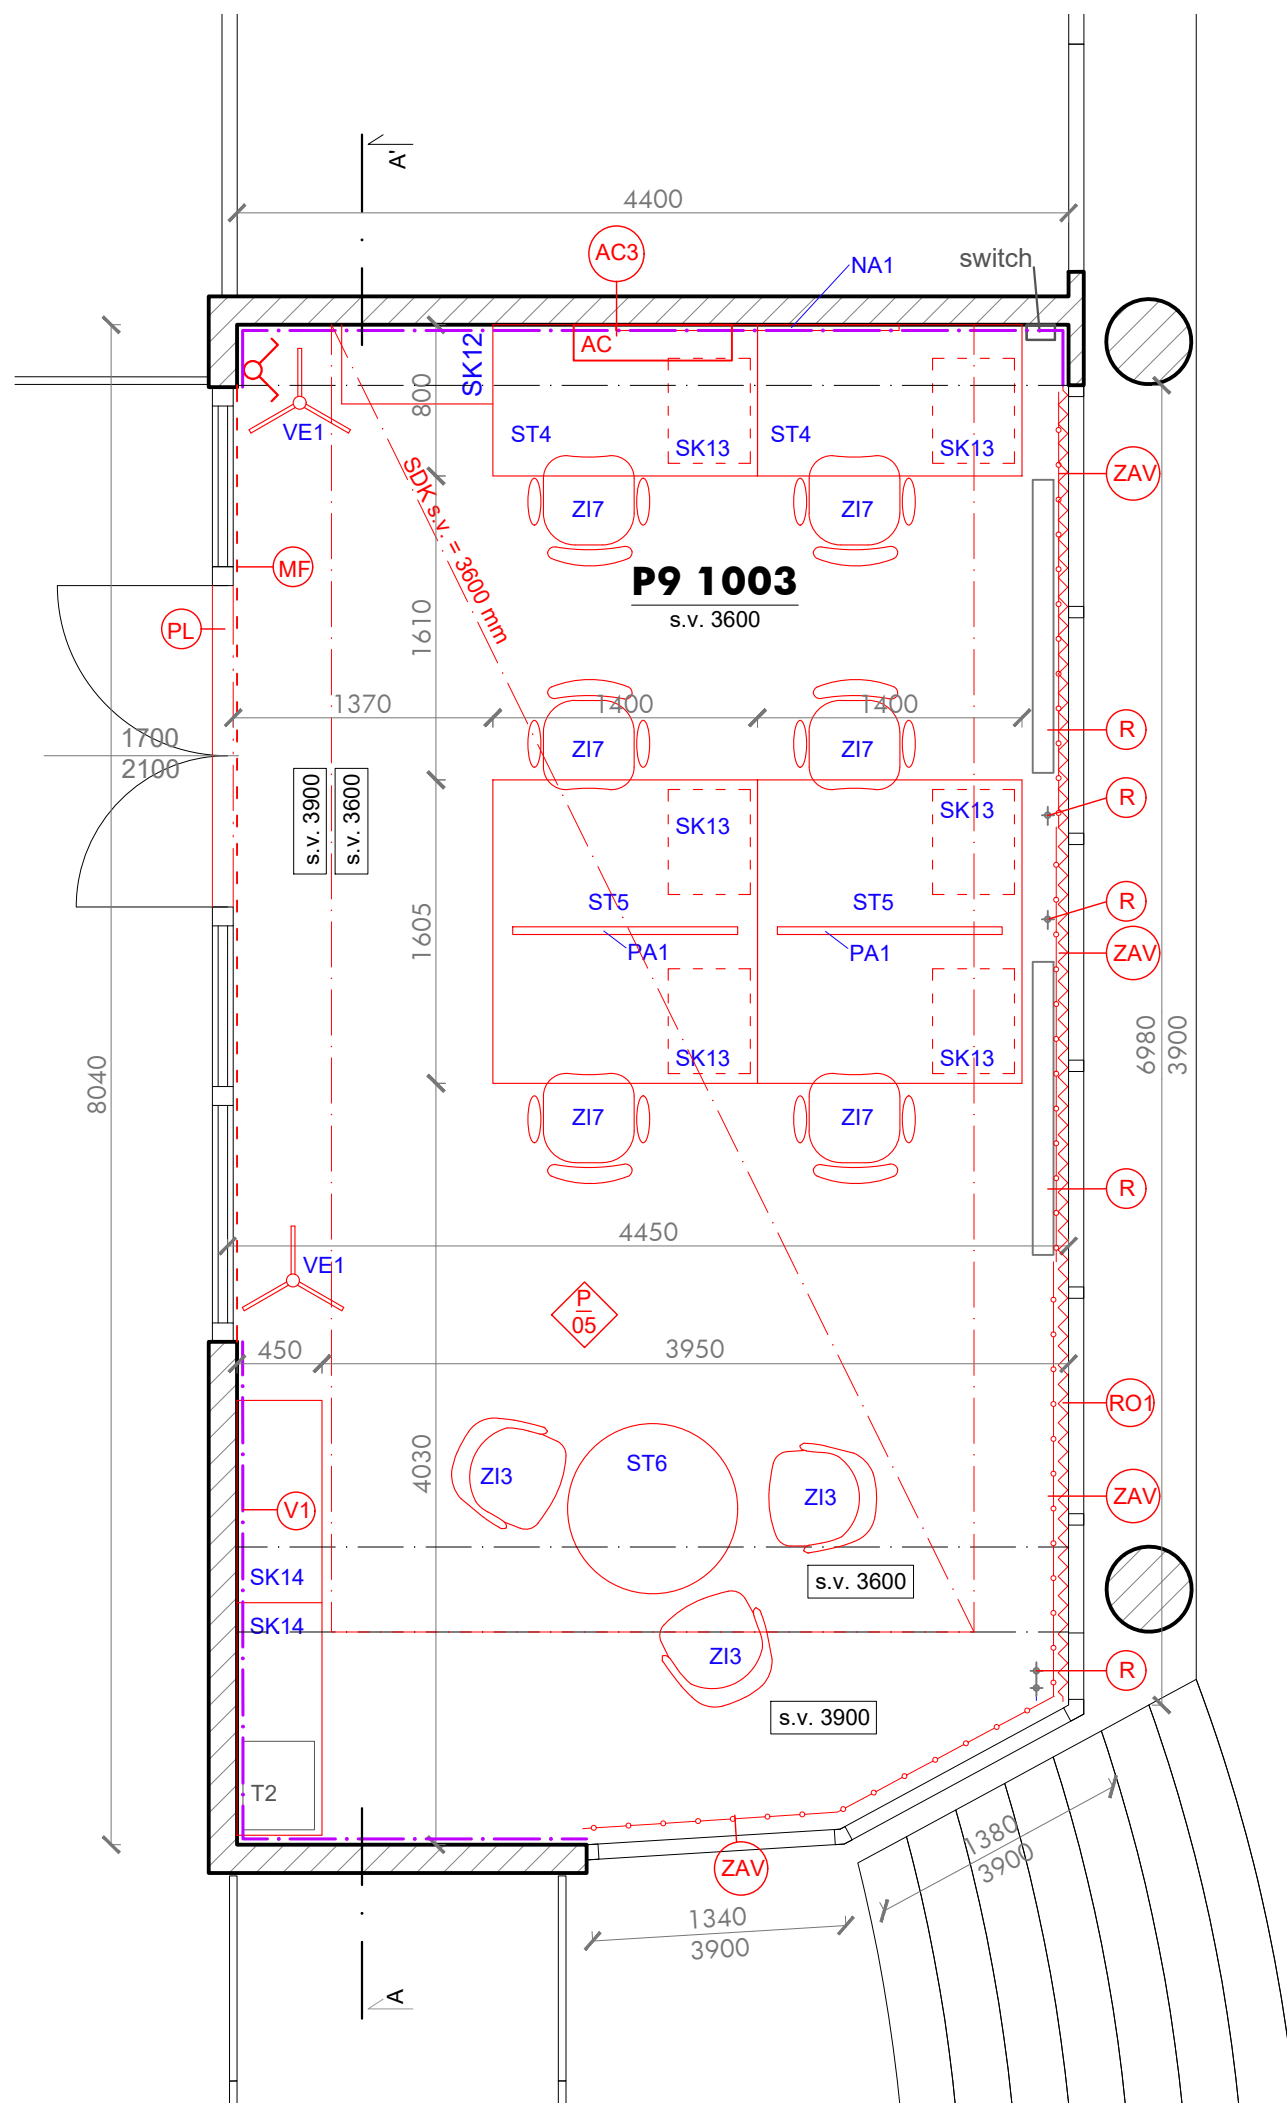 A'
4400
AC3
NA1
switch
AC
SK12
800
VE1
ST4
SK13
ST4
SK13
ZAV
SDK s.v. = 3600 mm
ZI7
ZI7
MF
P9 1003
s.v. 3600
PL
1610
1370
1400
1400
R
1700
2100
ZI7
ZI7
s.v. 3900
s.v. 3600
R
SK13
SK13
ST5
ST5
R
1605
PA1
PA1
ZAV
SK13
SK13
6980
3900
8040
ZI7
ZI7
R
4450
VE1
P
05
450
3950
RO1
4030
ST6
ZI3
ZI3
ZAV
V1
SK14
s.v. 3600
SK14
ZI3
R
s.v. 3900
T2
1380
3900
ZAV
1340
3900
A